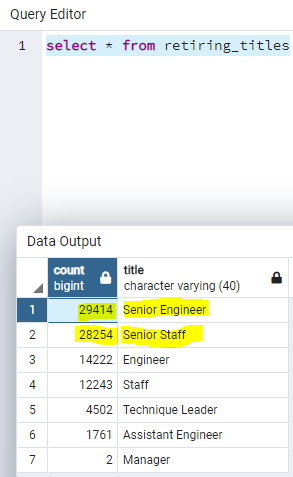 Query Editor
1 select * from retiring_titles
Data Output
count bigint title character varying (40)
1 29414 Senior Engineer
2 28254 Senior Staff
3 14222 Engineer
4 12243 Staff
5 4502 Technique Leader
6 1761 Assistant Engineer
7 2 Manager